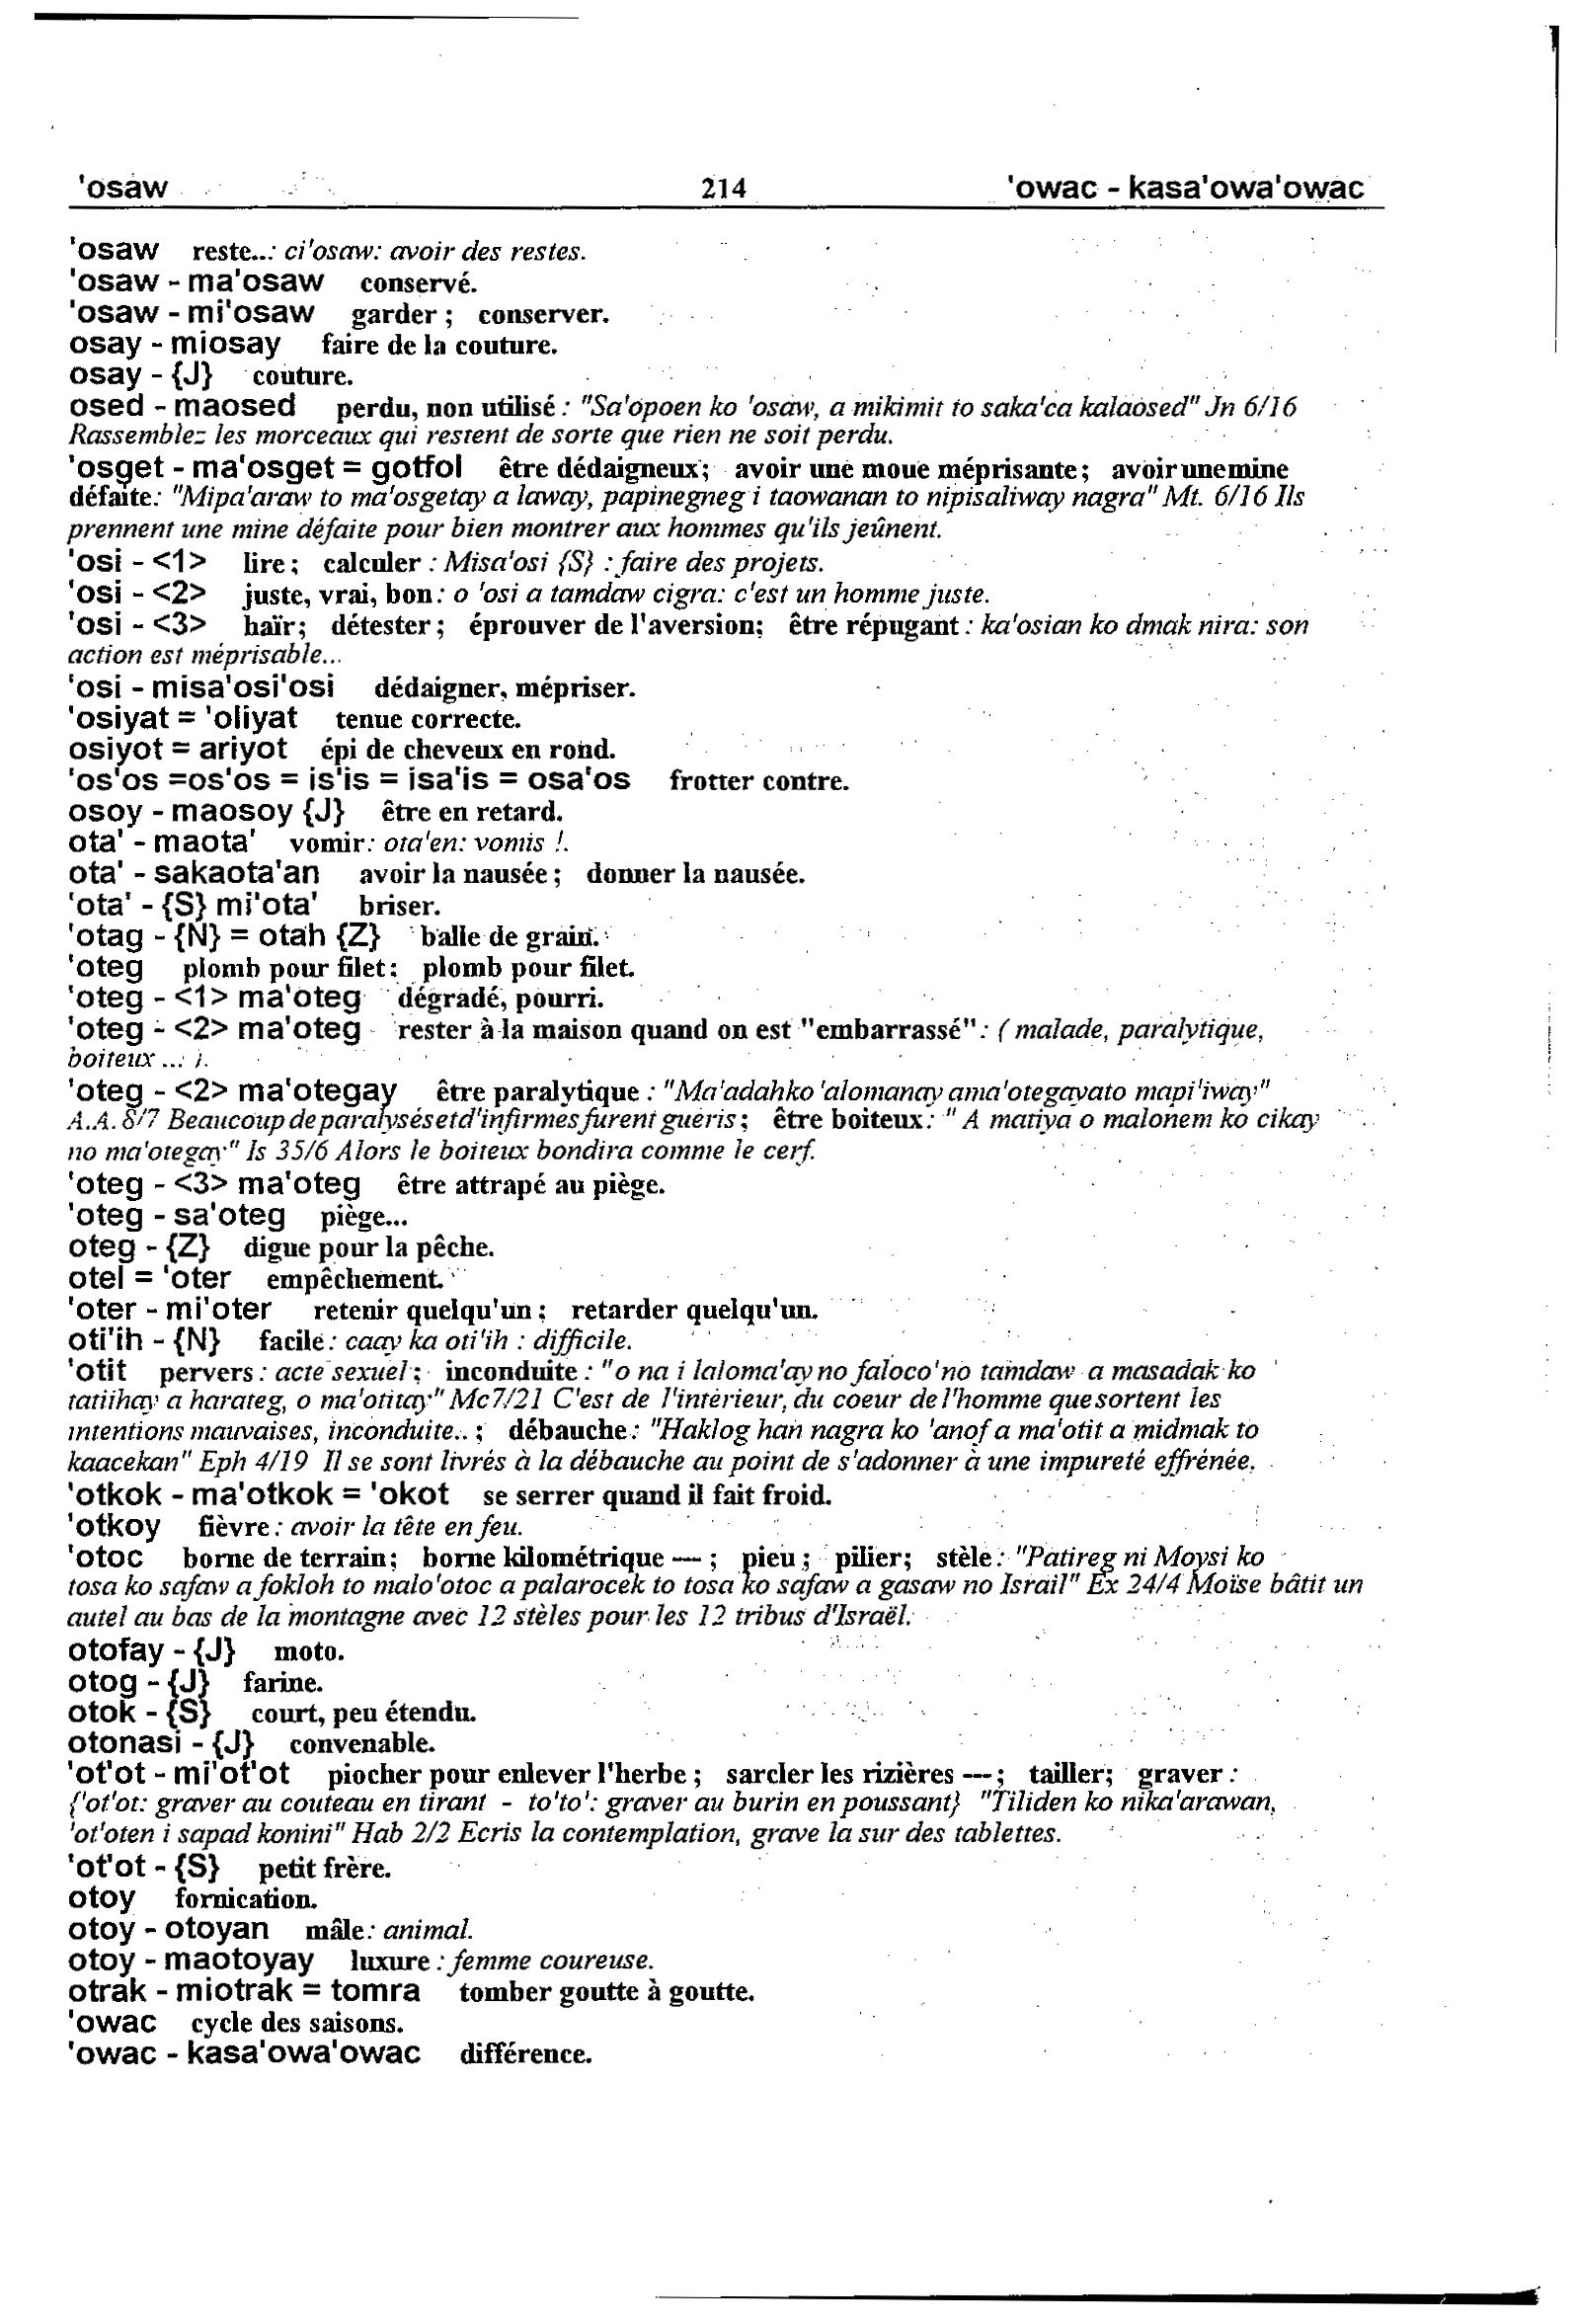 'osaw 214 'owac - kasa'owa'owac
'osaw reste..: ci'osaw: avoir des restes.
'osaw - ma'osaw conservé.
'osaw - mi'osaw garder ; conserver.
osay - miosay faire de la couture.
osay - {J} couture.
osed - maosed perdu, non utilisé : "Sa'opoen ko 'osaw, a mikimit to saka'ca kalaosed" Jn 6/16
Rassemblez les morceaux qui restent de sorte que rien ne soit perdu.
'osget - ma'osget = gotfol être dédaigneux; avoir une moue méprisante; avoir une mine
défaite: "Mipa'araw to ma'osgetay a laway, papinegneg i taowanan to nipisaliway nagra" Mt. 6/16 Ils
prennent une mine défaite pour bien montrer aux hommes qu'ils jeûnent.
'osi - <1> lire ; calculer : Misa'osi {S} : faire des projets.
'osi - <2> juste, vrai, bon: o 'osi a tamdaw cigra: c'est un homme juste.
'osi - <3> haïr; détester ; éprouver de l'aversion; être répugant : ka'osian ko dmak nira: son
action est méprisable...
'osi - misa'osi'osi dédaigner, mépriser.
'osiyat = 'oliyat tenue correcte.
osiyot = ariyot épi de cheveux en rond.
'os'os =os'os = is'is = isa'is = osa'os frotter contre.
osoy - maosoy {J} être en retard.
ota' - maota' vomir: ota'en: vomis !.
ota' - sakaota'an avoir la nausée ; donner la nausée.
'ota' - {S} mi'ota' briser.
'otag - {N} = otah {Z} balle de grain.
'oteg plomb pour filet: plomb pour filet.
'oteg - <1> ma'oteg dégradé, pourri.
'oteg - <2> ma'oteg rester à la maison quand on est "embarrassé": ( malade, paralytique,
boiteux ... ).
'oteg - <2> ma'otegay être paralytique : "Ma'adahko 'alomanay ama'otegayato mapi'iway"
A.A. 8/7 Beaucoup de paralysés et d'infirmes furent guéris ; être boiteux: " A matiya o malonem ko cikay
no ma'otegay" Is 35/6 Alors le boiteux bondira comme le cerf.
'oteg - <3> ma'oteg être attrapé au piège.
'oteg - sa'oteg piège...
oteg - {Z} digue pour la pêche.
otel = 'oter empêchement.
'oter - mi'oter retenir quelqu'un ; retarder quelqu'un.
oti'ih - {N} facile: caay ka oti'ih : difficile.
'otit pervers : acte sexuel ; inconduite : "o na i laloma'ay no faloco' no tamdaw a masadak ko
tatiihay a harateg, o ma'otitay" Mc7/21 C'est de l'intérieur, du coeur de l'homme que sortent les
intentions mauvaises, inconduite.. ; débauche: "Haklog han nagra ko 'anof a ma'otit a midmak to
kaacekan" Eph 4/19 Il se sont livrés à la débauche au point de s'adonner à une impureté effrénée.
'otkok - ma'otkok = 'okot se serrer quand il fait froid.
'otkoy fièvre: avoir la tête en feu.
'otoc borne de terrain; borne kilométrique — ; pieu ; pilier; stèle: "Patireg ni Moysi ko
tosa ko safaw a fokloh to malo'otoc a palarocek to tosa ko safaw a gasaw no Israil" Ex 24/4 Moïse bâtit un
autel au bas de la montagne avec 12 stèles pour les 12 tribus d'Israël.
otofay - {J} moto.
otog - {J} farine.
otok - {S} court, peu étendu.
otonasi - {J} convenable.
'ot'ot - mi'ot'ot piocher pour enlever l'herbe ; sarcler les rizières —; tailler; graver :
{'ot'ot: graver au couteau en tirant - to'to': graver au burin en poussant} "Tiliden ko nika'arawan,
'ot'oten i sapad konini" Hab 2/2 Ecris la contemplation, grave la sur des tablettes.
'ot'ot - {S} petit frère.
otoy fornication.
otoy - otoyan mâle: animal.
otoy - maotoyay luxure : femme coureuse.
otrak - miotrak = tomra tomber goutte à goutte.
'owac cycle des saisons.
'owac - kasa'owa'owac différence.